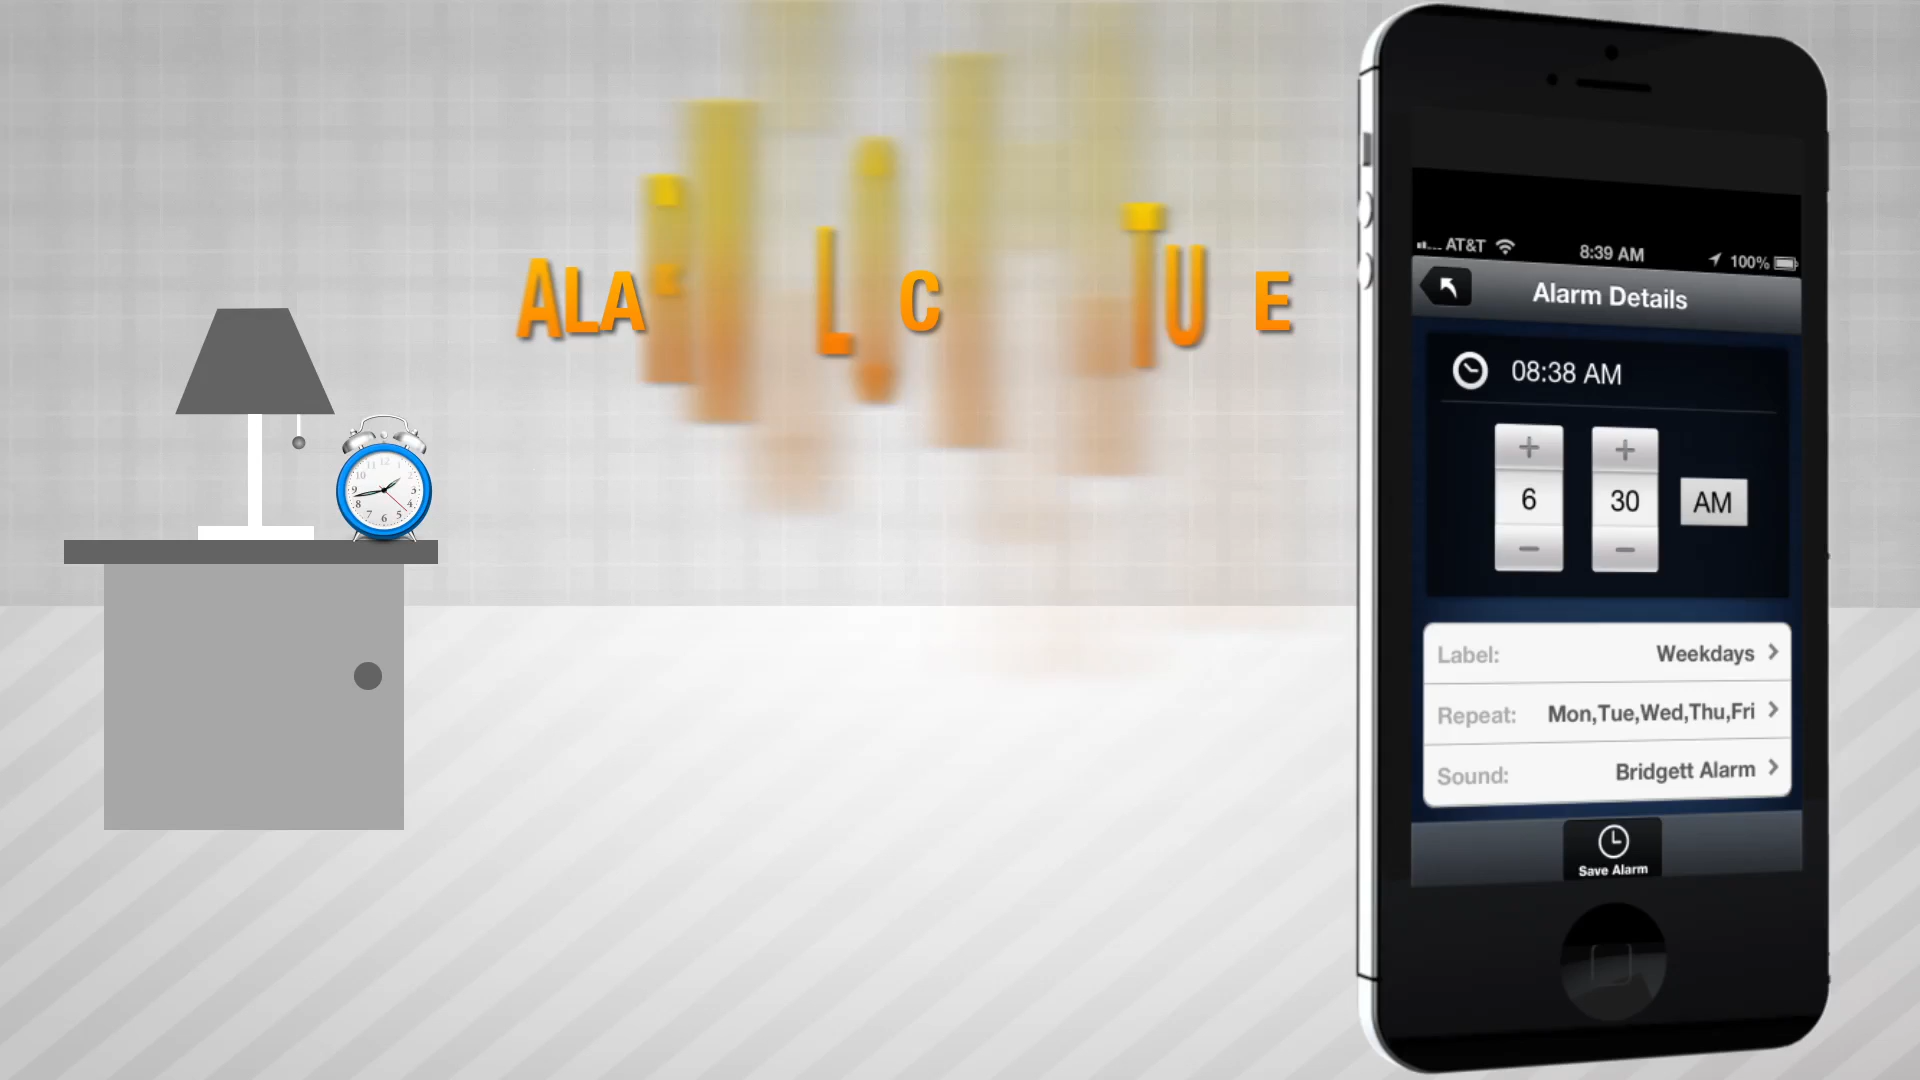 AT&T 8:39 AM 100%
Alarm Details
08:38 AM
+ +
6 30 AM
− −
Label: Weekdays
Repeat: Mon,Tue,Wed,Thu,Fri
Sound: Bridgett Alarm
Save Alarm